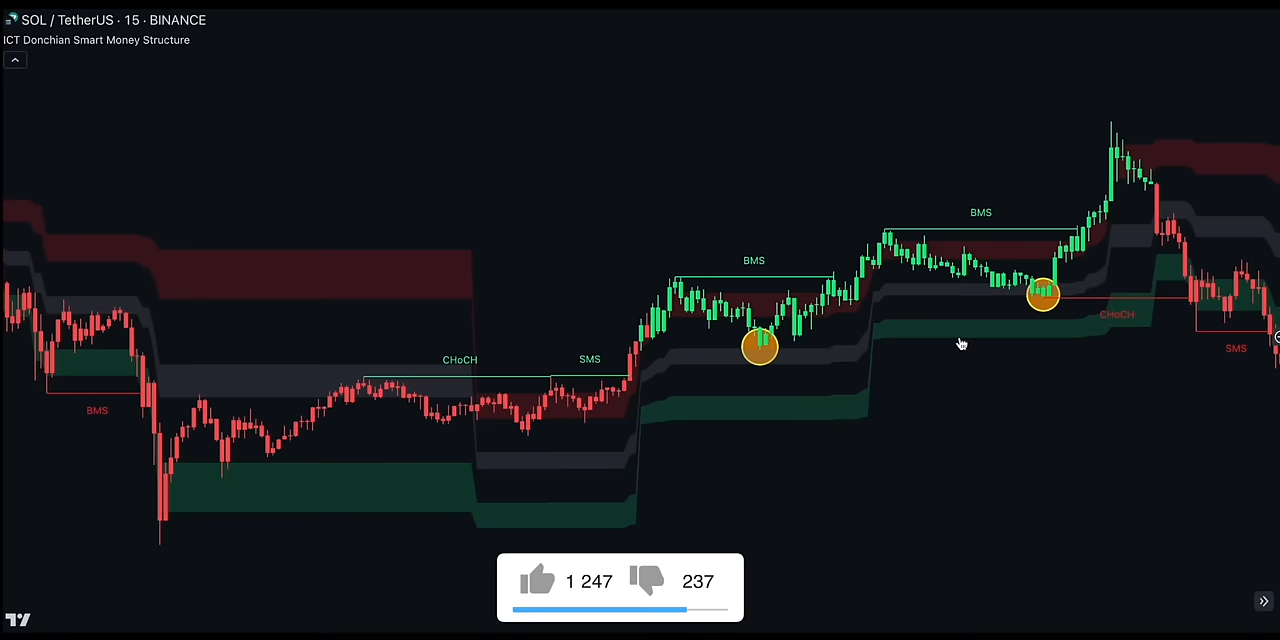 SOL / TetherUS · 15 · BINANCE
ICT Donchian Smart Money Structure
BMS
BMS
CHoCH
SMS
BMS
CHoCH
SMS
BMS
1 247 237